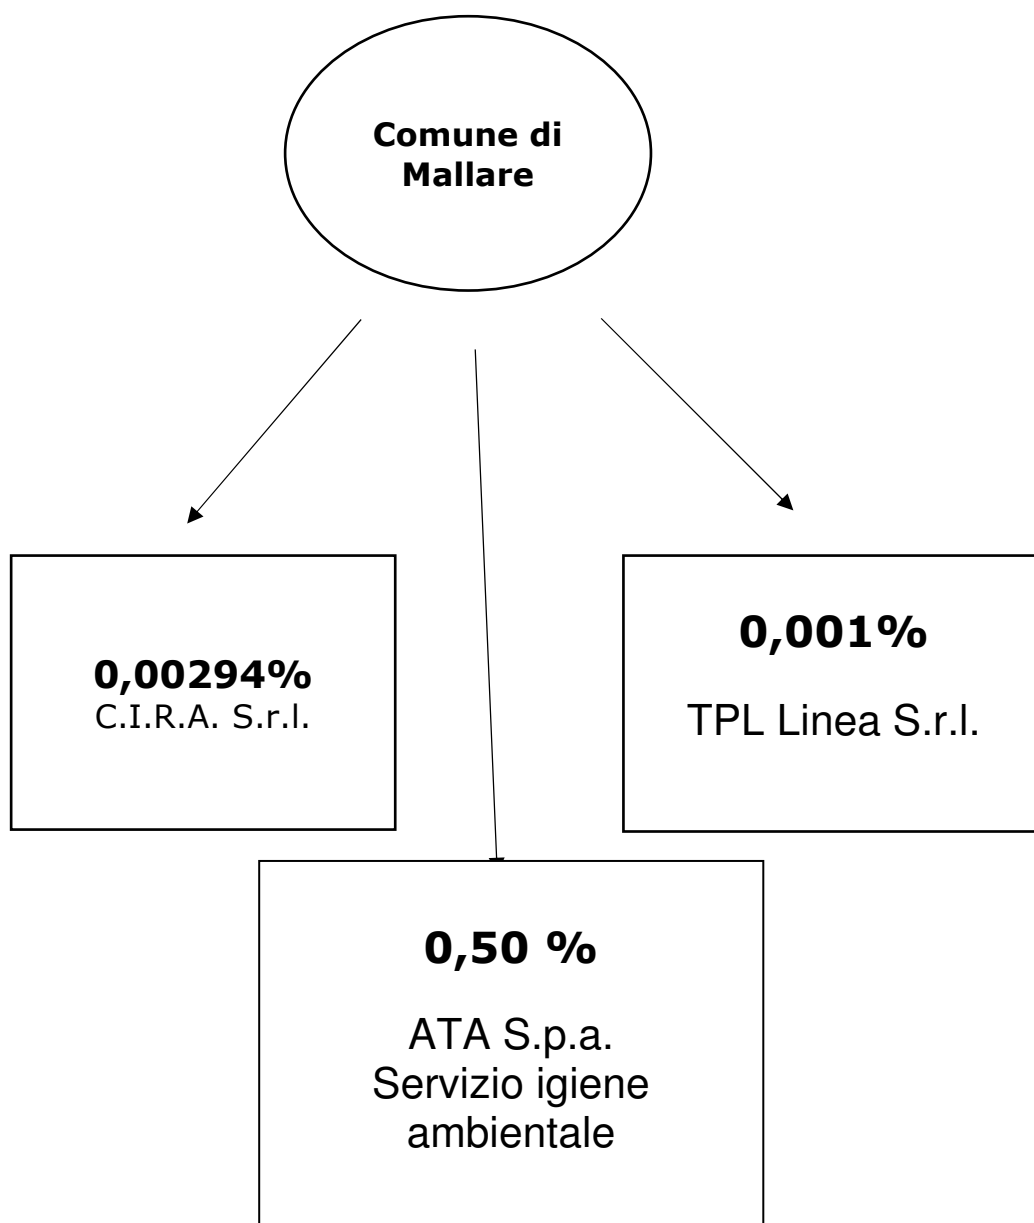 Comune di
Mallare
0,00294%
C.I.R.A. S.r.l.
0,001%
TPL Linea S.r.l.
0,50 %
ATA S.p.a.
Servizio igiene
ambientale